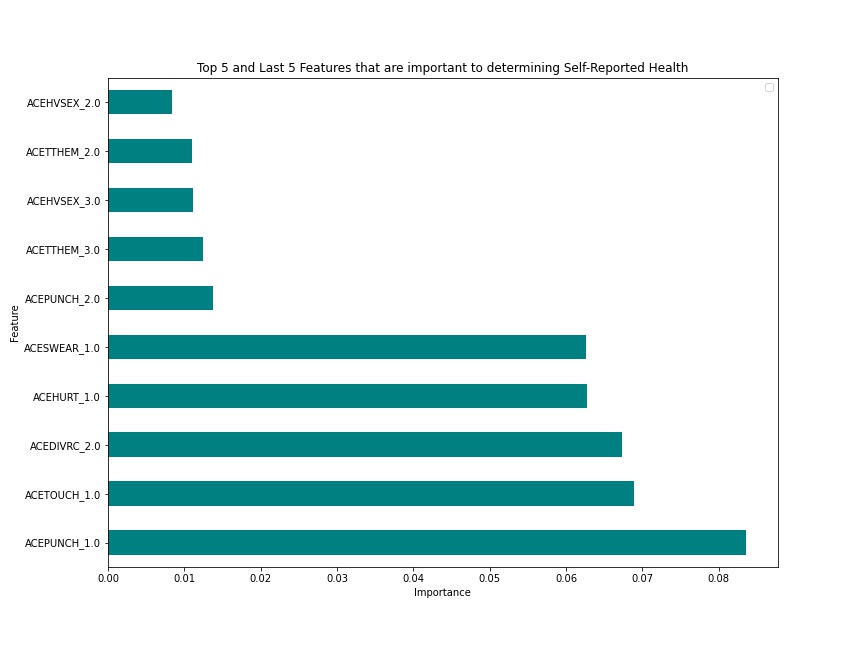 Top 5 and Last 5 Features that are important to determining Self-Reported Health
ACEHVSEX_2.0
ACETTHEM_2.0
ACEHVSEX_3.0
ACETTHEM_3.0
ACEPUNCH_2.0
ACESWEAR_1.0
ACEHURT_1.0
ACEDIVRC_2.0
ACETOUCH_1.0
ACEPUNCH_1.0
Feature
0.00 0.01 0.02 0.03 0.04 0.05 0.06 0.07 0.08
Importance